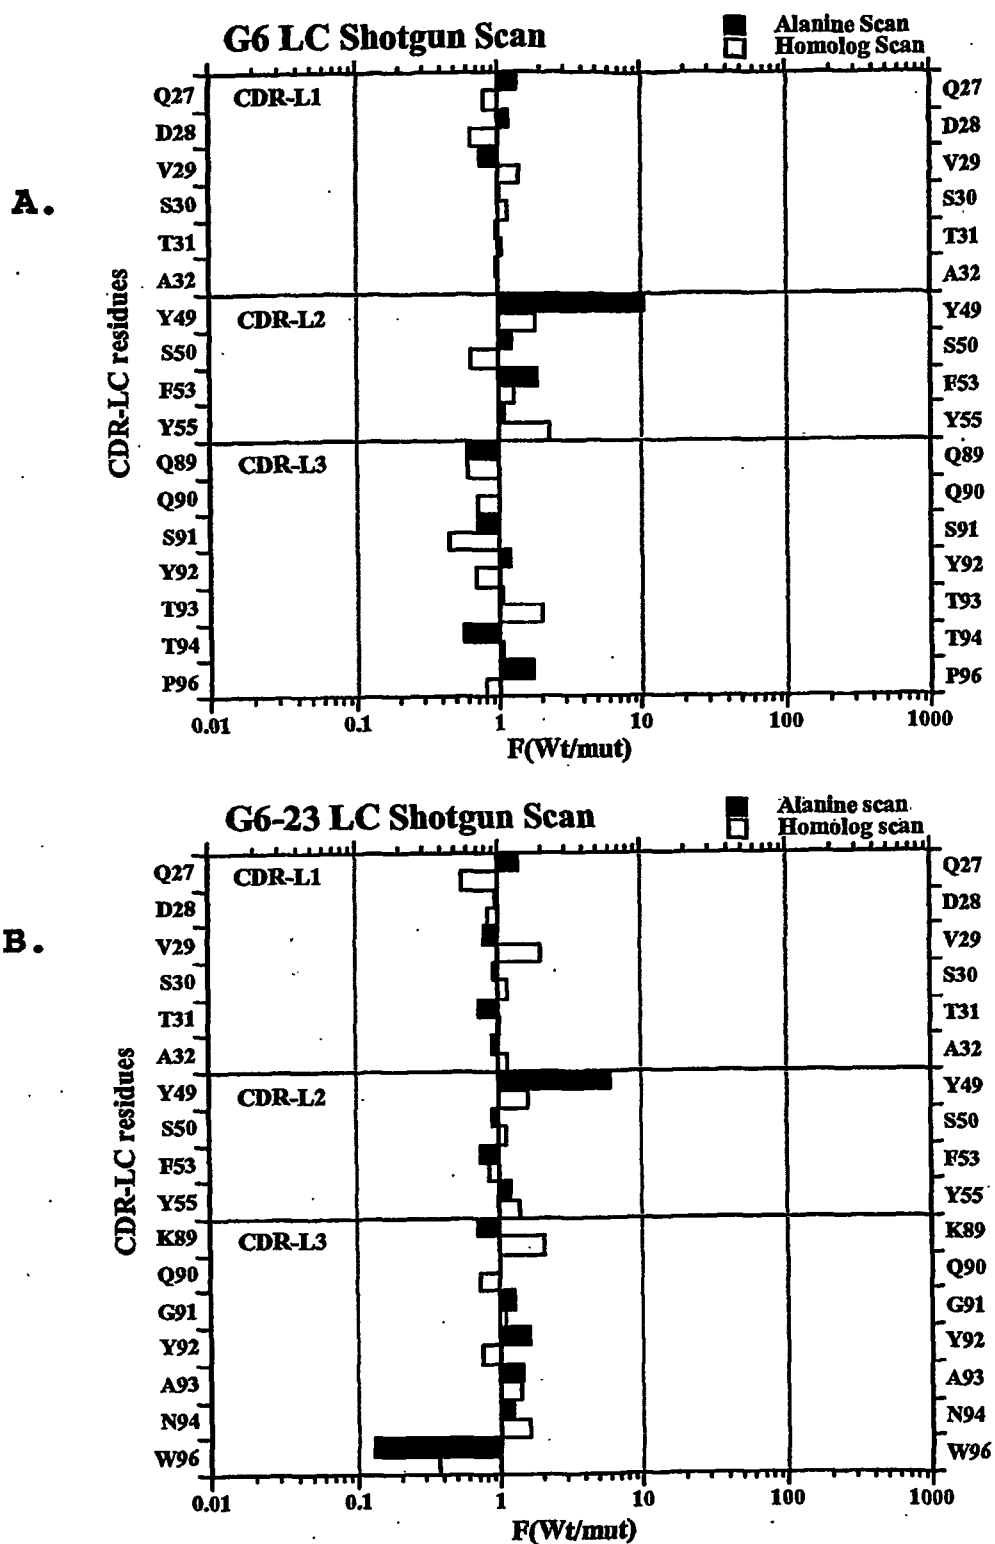 G6 LC Shotgun Scan
Alanine Scan
Homolog Scan
A.
CDR-LC residues
CDR-L1
Q27 Q27
D28 D28
V29 V29
S30 S30
T31 T31
A32 A32
CDR-L2
Y49 Y49
S50 S50
F53 F53
Y55 Y55
CDR-L3
Q89 Q89
Q90 Q90
S91 S91
Y92 Y92
T93 T93
T94 T94
P96 P96
0.01 0.1 1 10 100 1000
F(Wt/mut)
G6-23 LC Shotgun Scan
Alanine scan
Homolog scan
B.
CDR-LC residues
CDR-L1
Q27 Q27
D28 D28
V29 V29
S30 S30
T31 T31
A32 A32
CDR-L2
Y49 Y49
S50 S50
F53 F53
Y55 Y55
CDR-L3
K89 K89
Q90 Q90
G91 G91
Y92 Y92
A93 A93
N94 N94
W96 W96
0.01 0.1 1 10 100 1000
F(Wt/mut)